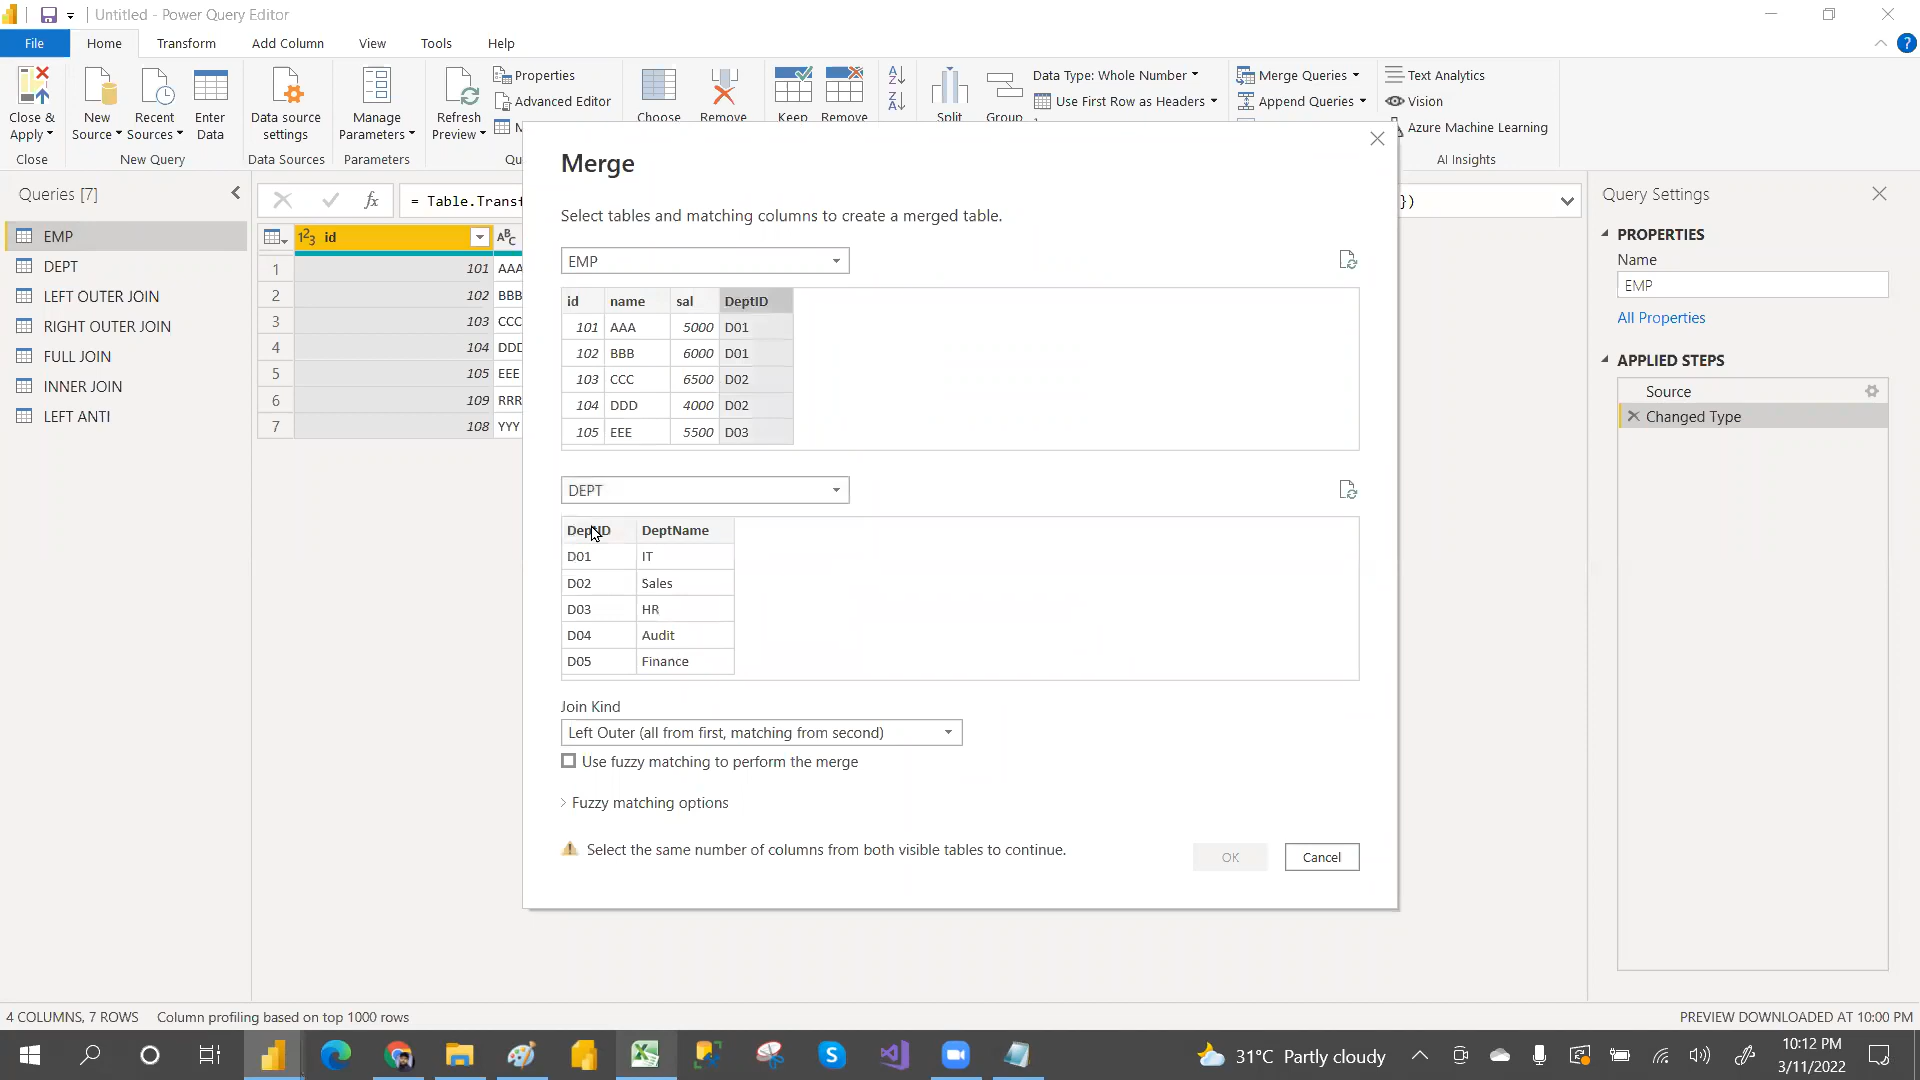 Untitled - Power Query Editor
File Home Transform Add Column View Tools Help
Close & Apply
Close
New Source
Recent Sources
Enter Data
New Query
Data source settings
Data Sources
Manage Parameters
Parameters
Refresh Preview
Properties
Advanced Editor
Choose
Remove
Keep
Remove
Split
Group
Data Type: Whole Number
Use First Row as Headers
Merge Queries
Append Queries
Text Analytics
Vision
Azure Machine Learning
AI Insights
Queries [7]
EMP
DEPT
LEFT OUTER JOIN
RIGHT OUTER JOIN
FULL JOIN
INNER JOIN
LEFT ANTI
fx
= Table.Transf
})
id
1 101 AAA
2 102 BBB
3 103 CCC
4 104 DDD
5 105 EEE
6 109 RRR
7 108 YYY
Merge
Select tables and matching columns to create a merged table.
EMP
id name sal DeptID
101 AAA 5000 D01
102 BBB 6000 D01
103 CCC 6500 D02
104 DDD 4000 D02
105 EEE 5500 D03
DEPT
DeptID DeptName
D01 IT
D02 Sales
D03 HR
D04 Audit
D05 Finance
Join Kind
Left Outer (all from first, matching from second)
Use fuzzy matching to perform the merge
Fuzzy matching options
Select the same number of columns from both visible tables to continue.
OK
Cancel
Query Settings
PROPERTIES
Name
EMP
All Properties
APPLIED STEPS
Source
Changed Type
4 COLUMNS, 7 ROWS Column profiling based on top 1000 rows
PREVIEW DOWNLOADED AT 10:00 PM
31°C Partly cloudy
10:12 PM
3/11/2022